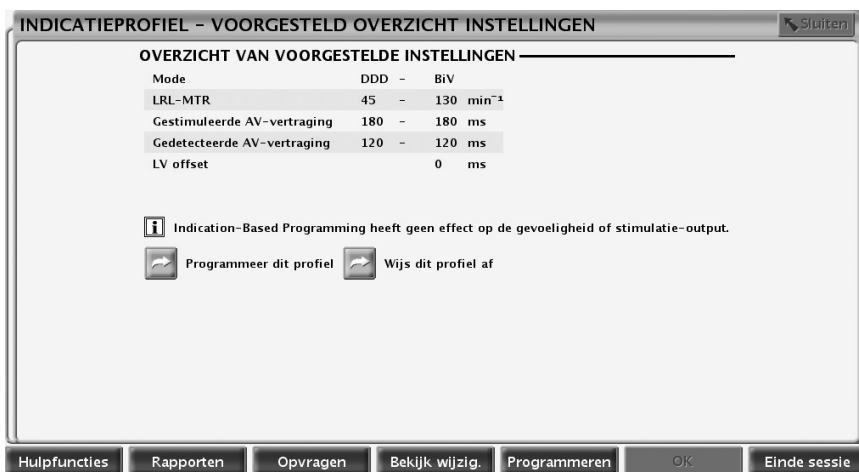 INDICATIEPROFIEL - VOORGESTELD OVERZICHT INSTELLINGEN
Sluiten
OVERZICHT VAN VOORGESTELDE INSTELLINGEN
Mode DDD - BiV
LRL-MTR 45 - 130 min⁻¹
Gestimuleerde AV-vertraging 180 - 180 ms
Gedetecteerde AV-vertraging 120 - 120 ms
LV offset 0 ms
i Indication-Based Programming heeft geen effect op de gevoeligheid of stimulatie-output.
Programmeer dit profiel Wijs dit profiel af
Hulpfuncties Rapporten Opvragen Bekijk wijzig. Programmeren OK Einde sessie